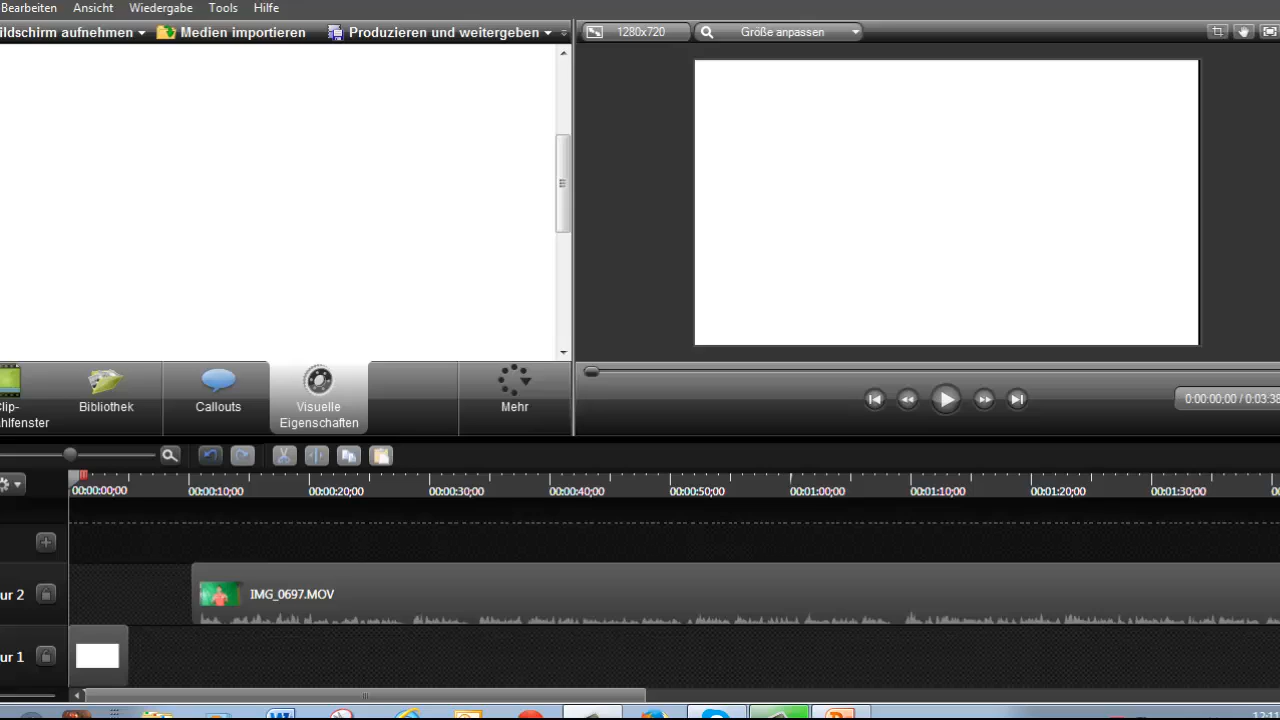 Bearbeiten Ansicht Wiedergabe Tools Hilfe
ildschirm aufnehmen Medien importieren Produzieren und weitergeben 1280x720 Größe anpassen
Clip- Bibliothek Callouts Visuelle Mehr
hlfenster Eigenschaften
0:00:00;00 / 0:03:38
00:00:00;00 00:00:10;00 00:00:20;00 00:00:30;00 00:00:40;00 00:00:50;00 00:01:00;00 00:01:10;00 00:01:20;00 00:01:30;00
ur 2 IMG_0697.MOV
ur 1